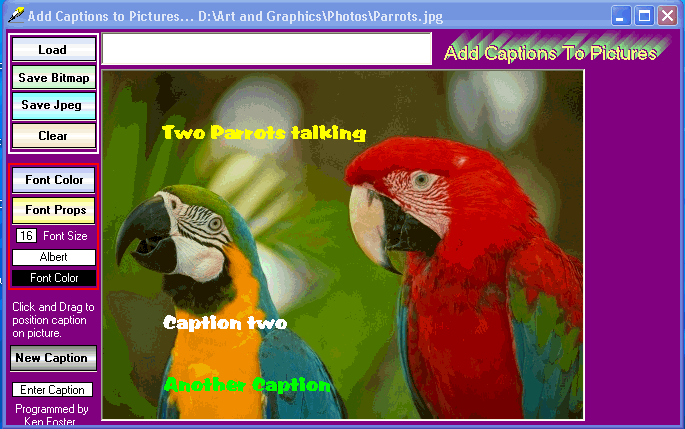 Add Captions to Pictures... D:\Art and Graphics\Photos\Parrots.jpg
Load
Save Bitmap
Save Jpeg
Clear
Add Captions To Pictures
Two Parrots talking
Font Color
Font Props
16 Font Size
Albert
Font Color
Click and Drag to
position caption
on picture.
Caption two
New Caption
Another Caption
Enter Caption
Programmed by
Ken Foster